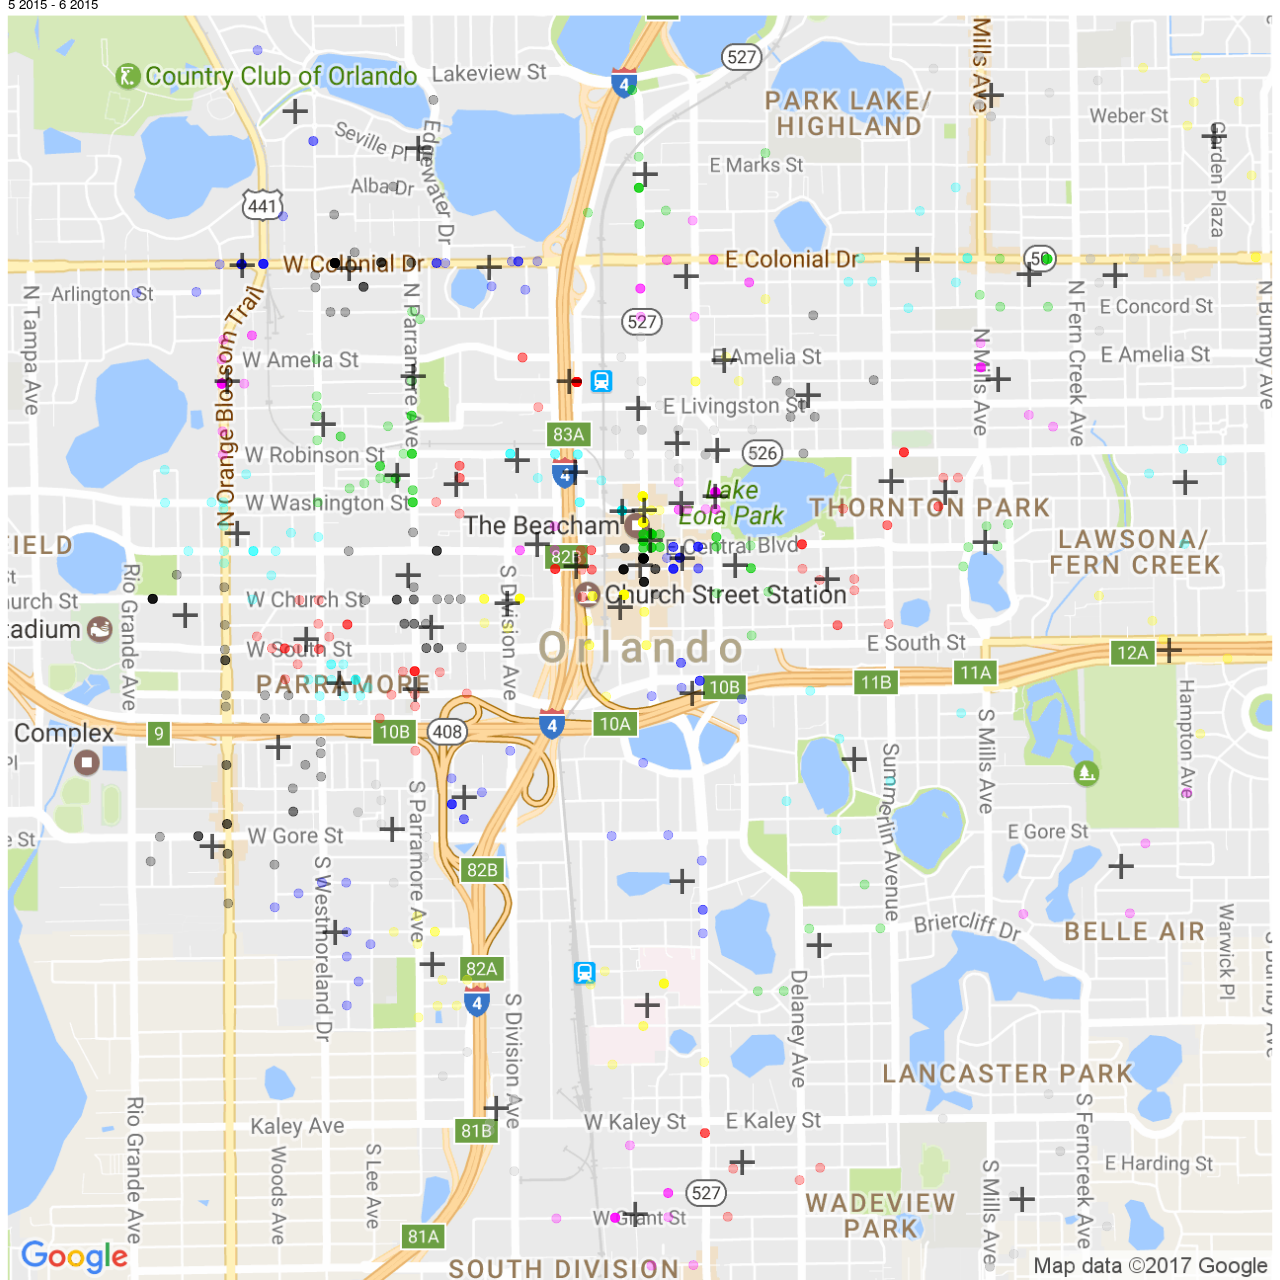 5 2015 - 6 2015
Country Club of Orlando
Lakeview St
527
4
Mills Ave
PARK LAKE/
HIGHLAND
Weber St
Seville Pl
Edgewater Dr
Garden Plaza
E Marks St
Alba Dr
441
W Colonial Dr
E Colonial Dr
50
Arlington St
N Tampa Ave
N Orange Blossom Trail
N Parramore Ave
527
E Concord St
N Fern Creek Ave
N Bumby Ave
W Amelia St
E Amelia St
E Amelia St
N Mills Ave
E Livingston St
83A
W Robinson St
526
4
W Washington St
Lake
Eola Park
THORNTON PARK
The Beacham
FIELD
E Central Blvd
82B
LAWSONA/
FERN CREEK
Rio Grande Ave
S Division Ave
W Church St
Church Street Station
urch St
tadium
Orlando
E South St
W South St
12A
11A
11B
10B
PARRAMORE
S Mills Ave
Hampton Ave
10A
4
408
10B
9
Complex
Pl
Summerlin Avenue
S Parramore Ave
W Gore St
E Gore St
e St
82B
S Westmoreland Dr
Briercliff Dr
BELLE AIR
Warwick Pl
S Bumby Ave
82A
4
S Division Ave
Delaney Ave
LANCASTER PARK
Rio Grande Ave
Kaley Ave
81B
W Kaley St
E Kaley St
S Ferncreek Ave
Woods Ave
S Lee Ave
S Mills Ave
E Harding St
527
WADEVIEW
PARK
W Grant St
81A
SOUTH DIVISION
Google
Map data ©2017 Google